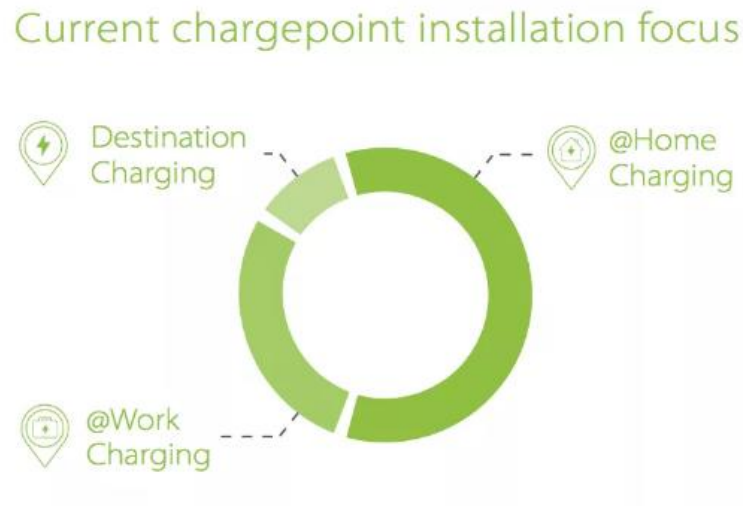 Current chargepoint installation focus
Destination
Charging
@Home
Charging
@Work
Charging